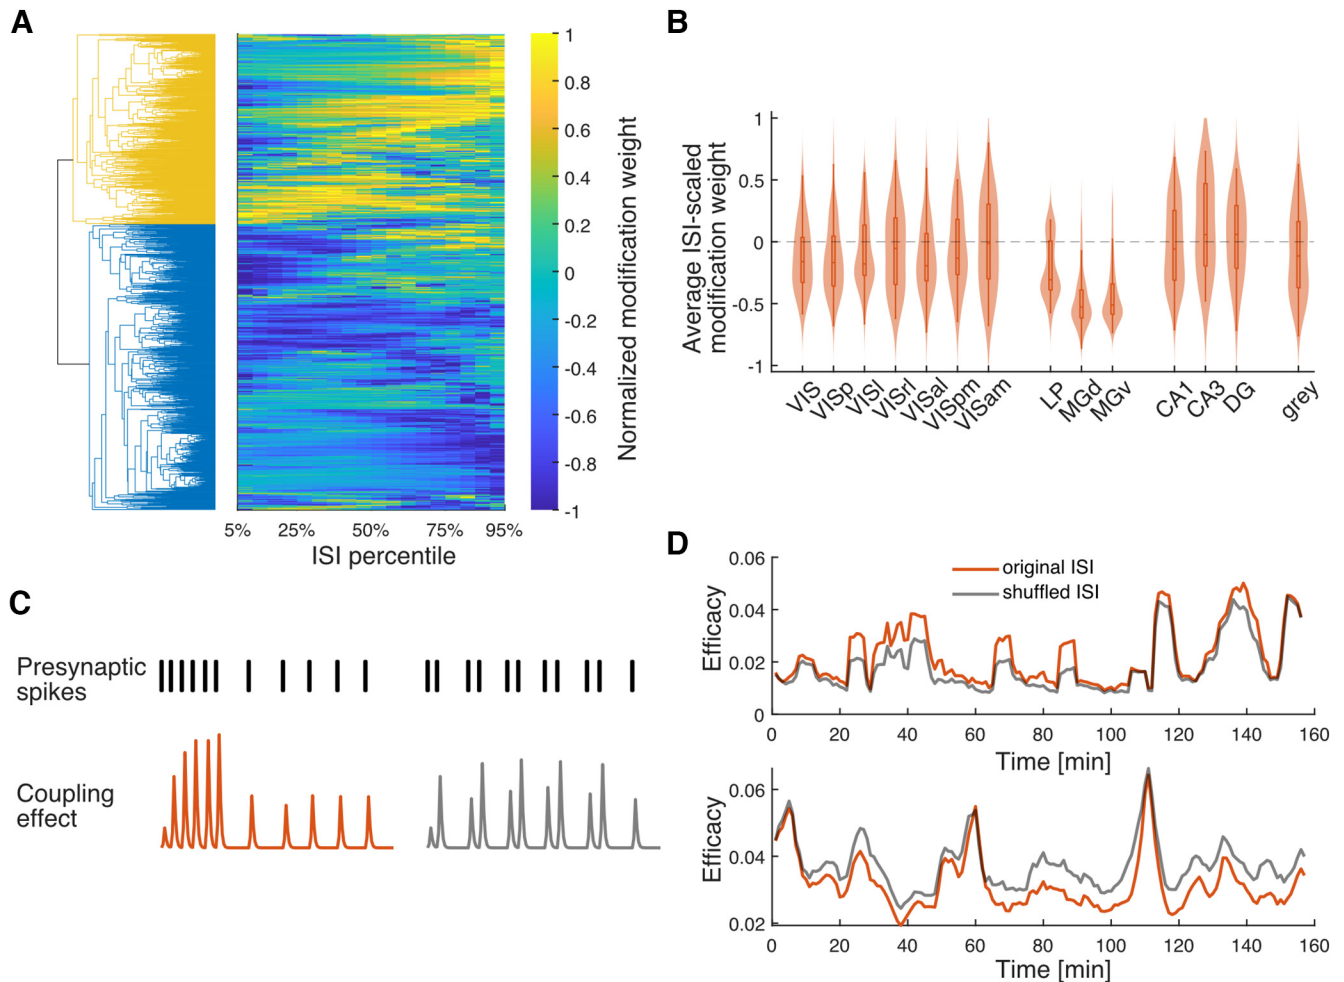 A
1
0.8
0.6
0.4
0.2
0
-0.2
-0.4
-0.6
-0.8
-1
Normalized modification weight
5%
25%
50%
75%
95%
ISI percentile
B
Average ISI-scaled
modification weight
1
0.5
0
-0.5
-1
VIS
VISp
VISl
VISrl
VISal
VISpm
VISam
LP
MGd
MGv
CA1
CA3
DG
grey
C
Presynaptic
spikes
Coupling
effect
D
original ISI
shuffled ISI
Efficacy
0.06
0.04
0.02
0
0
20
40
60
80
100
120
140
160
Time [min]
Efficacy
0.06
0.04
0.02
0
20
40
60
80
100
120
140
160
Time [min]